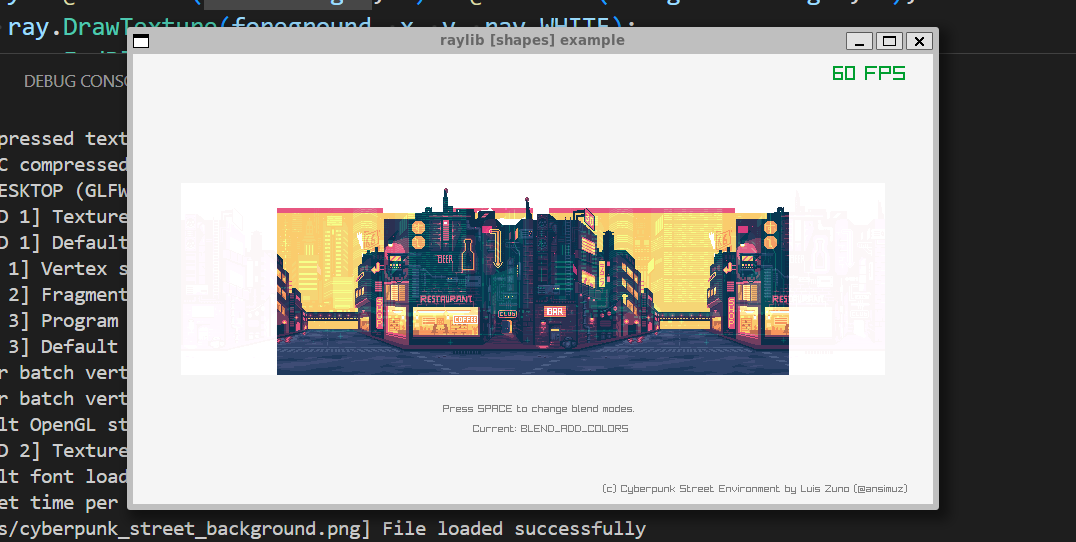 ray.DrawTexture(foreground, x, y, ray.WHITE);
DEBUG CONSO
raylib [shapes] example
60 FPS
pressed text
C compressed
ESKTOP (GLFW
D 1] Texture
D 1] Default
1] Vertex s
2] Fragment
3] Program
3] Default
r batch vert
r batch vert
lt OpenGL st
D 2] Texture
lt font load
et time per
s/cyberpunk_street_background.png] File loaded successfully
BEER
RESTAURANT
COFFEE
CLUB
BAR
RES
Press SPACE to change blend modes.
Current: BLEND_ADD_COLORS
(c) Cyberpunk Street Environment by Luis Zuno (@ansimuz)